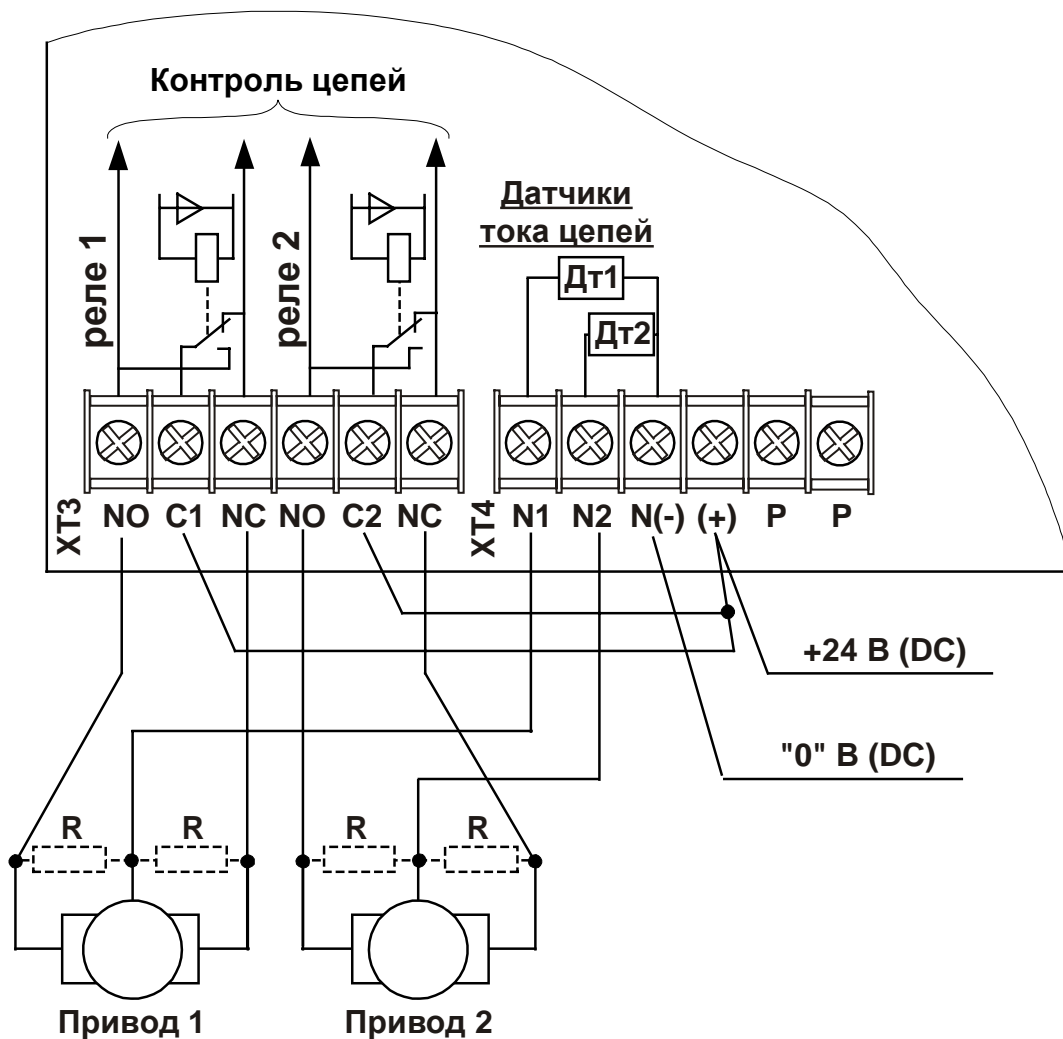 Контроль цепей
реле 1
реле 2
Датчики
тока цепей
Дт1
Дт2
XT3
NO C1 NC NO C2 NC
XT4
N1 N2 N(-) (+) P P
+24 В (DC)
"0" В (DC)
R R R R
Привод 1 Привод 2